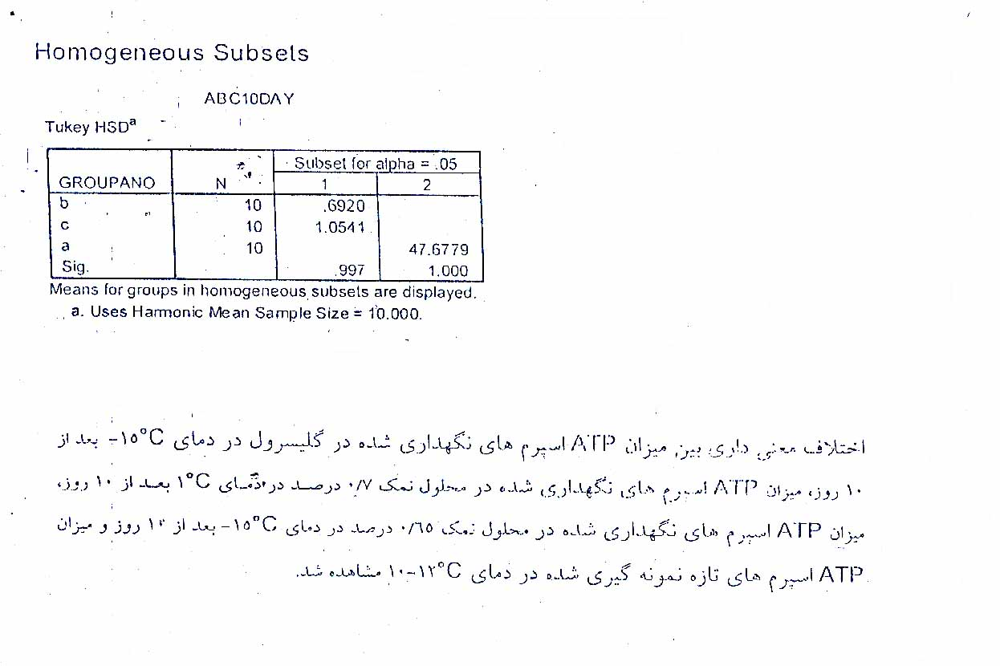 Homogeneous Subsets
ABC10DAY
Tukey HSDa
Subset for alpha = .05
GROUPANO N 1 2
b 10 .6920
c 10 1.0541
a 10 47.6779
Sig. .997 1.000
Means for groups in homogeneous subsets are displayed.
a. Uses Harmonic Mean Sample Size = 10.000.
اختلاف معنی داری بین میزان ATP اسپرم های نگهداری شده در گلیسرول در دمای ۱۵°C- بعد از
۱۰ روز، میزان ATP اسپرم های نگهداری شده در محلول نمک ۰/۷ درصد در دمای ۱°C بعد از ۱۰ روز،
میزان ATP اسپرم های نگهداری شده در محلول نمک ۰/۶۵ درصد در دمای ۱۵°C- بعد از ۱۰ روز و میزان
ATP اسپرم های تازه نمونه گیری شده در دمای ۱۰-۱۲°C مشاهده شد.